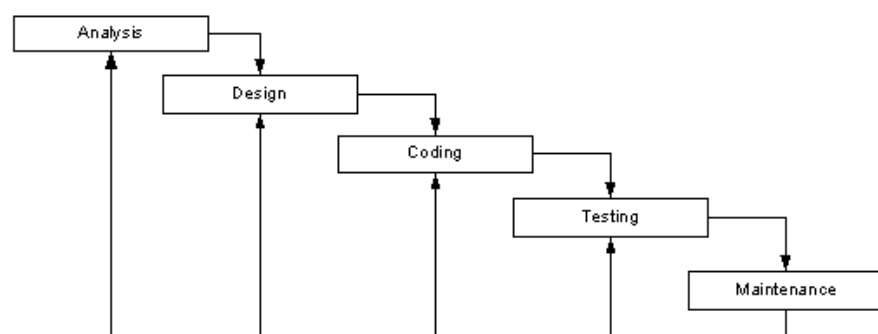 Analysis
Design
Coding
Testing
Maintenance